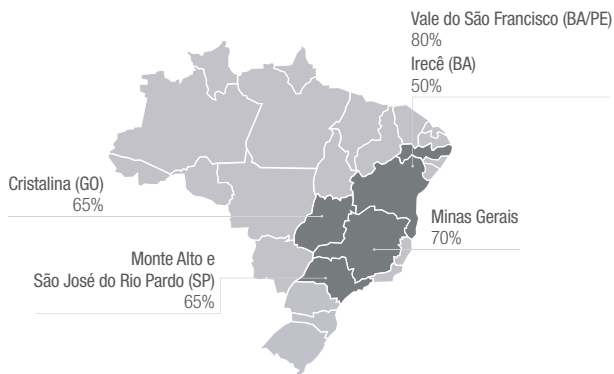 Vale do São Francisco (BA/PE)
80%
Irecê (BA)
50%
Cristalina (GO)
65%
Minas Gerais
70%
Monte Alto e
São José do Rio Pardo (SP)
65%